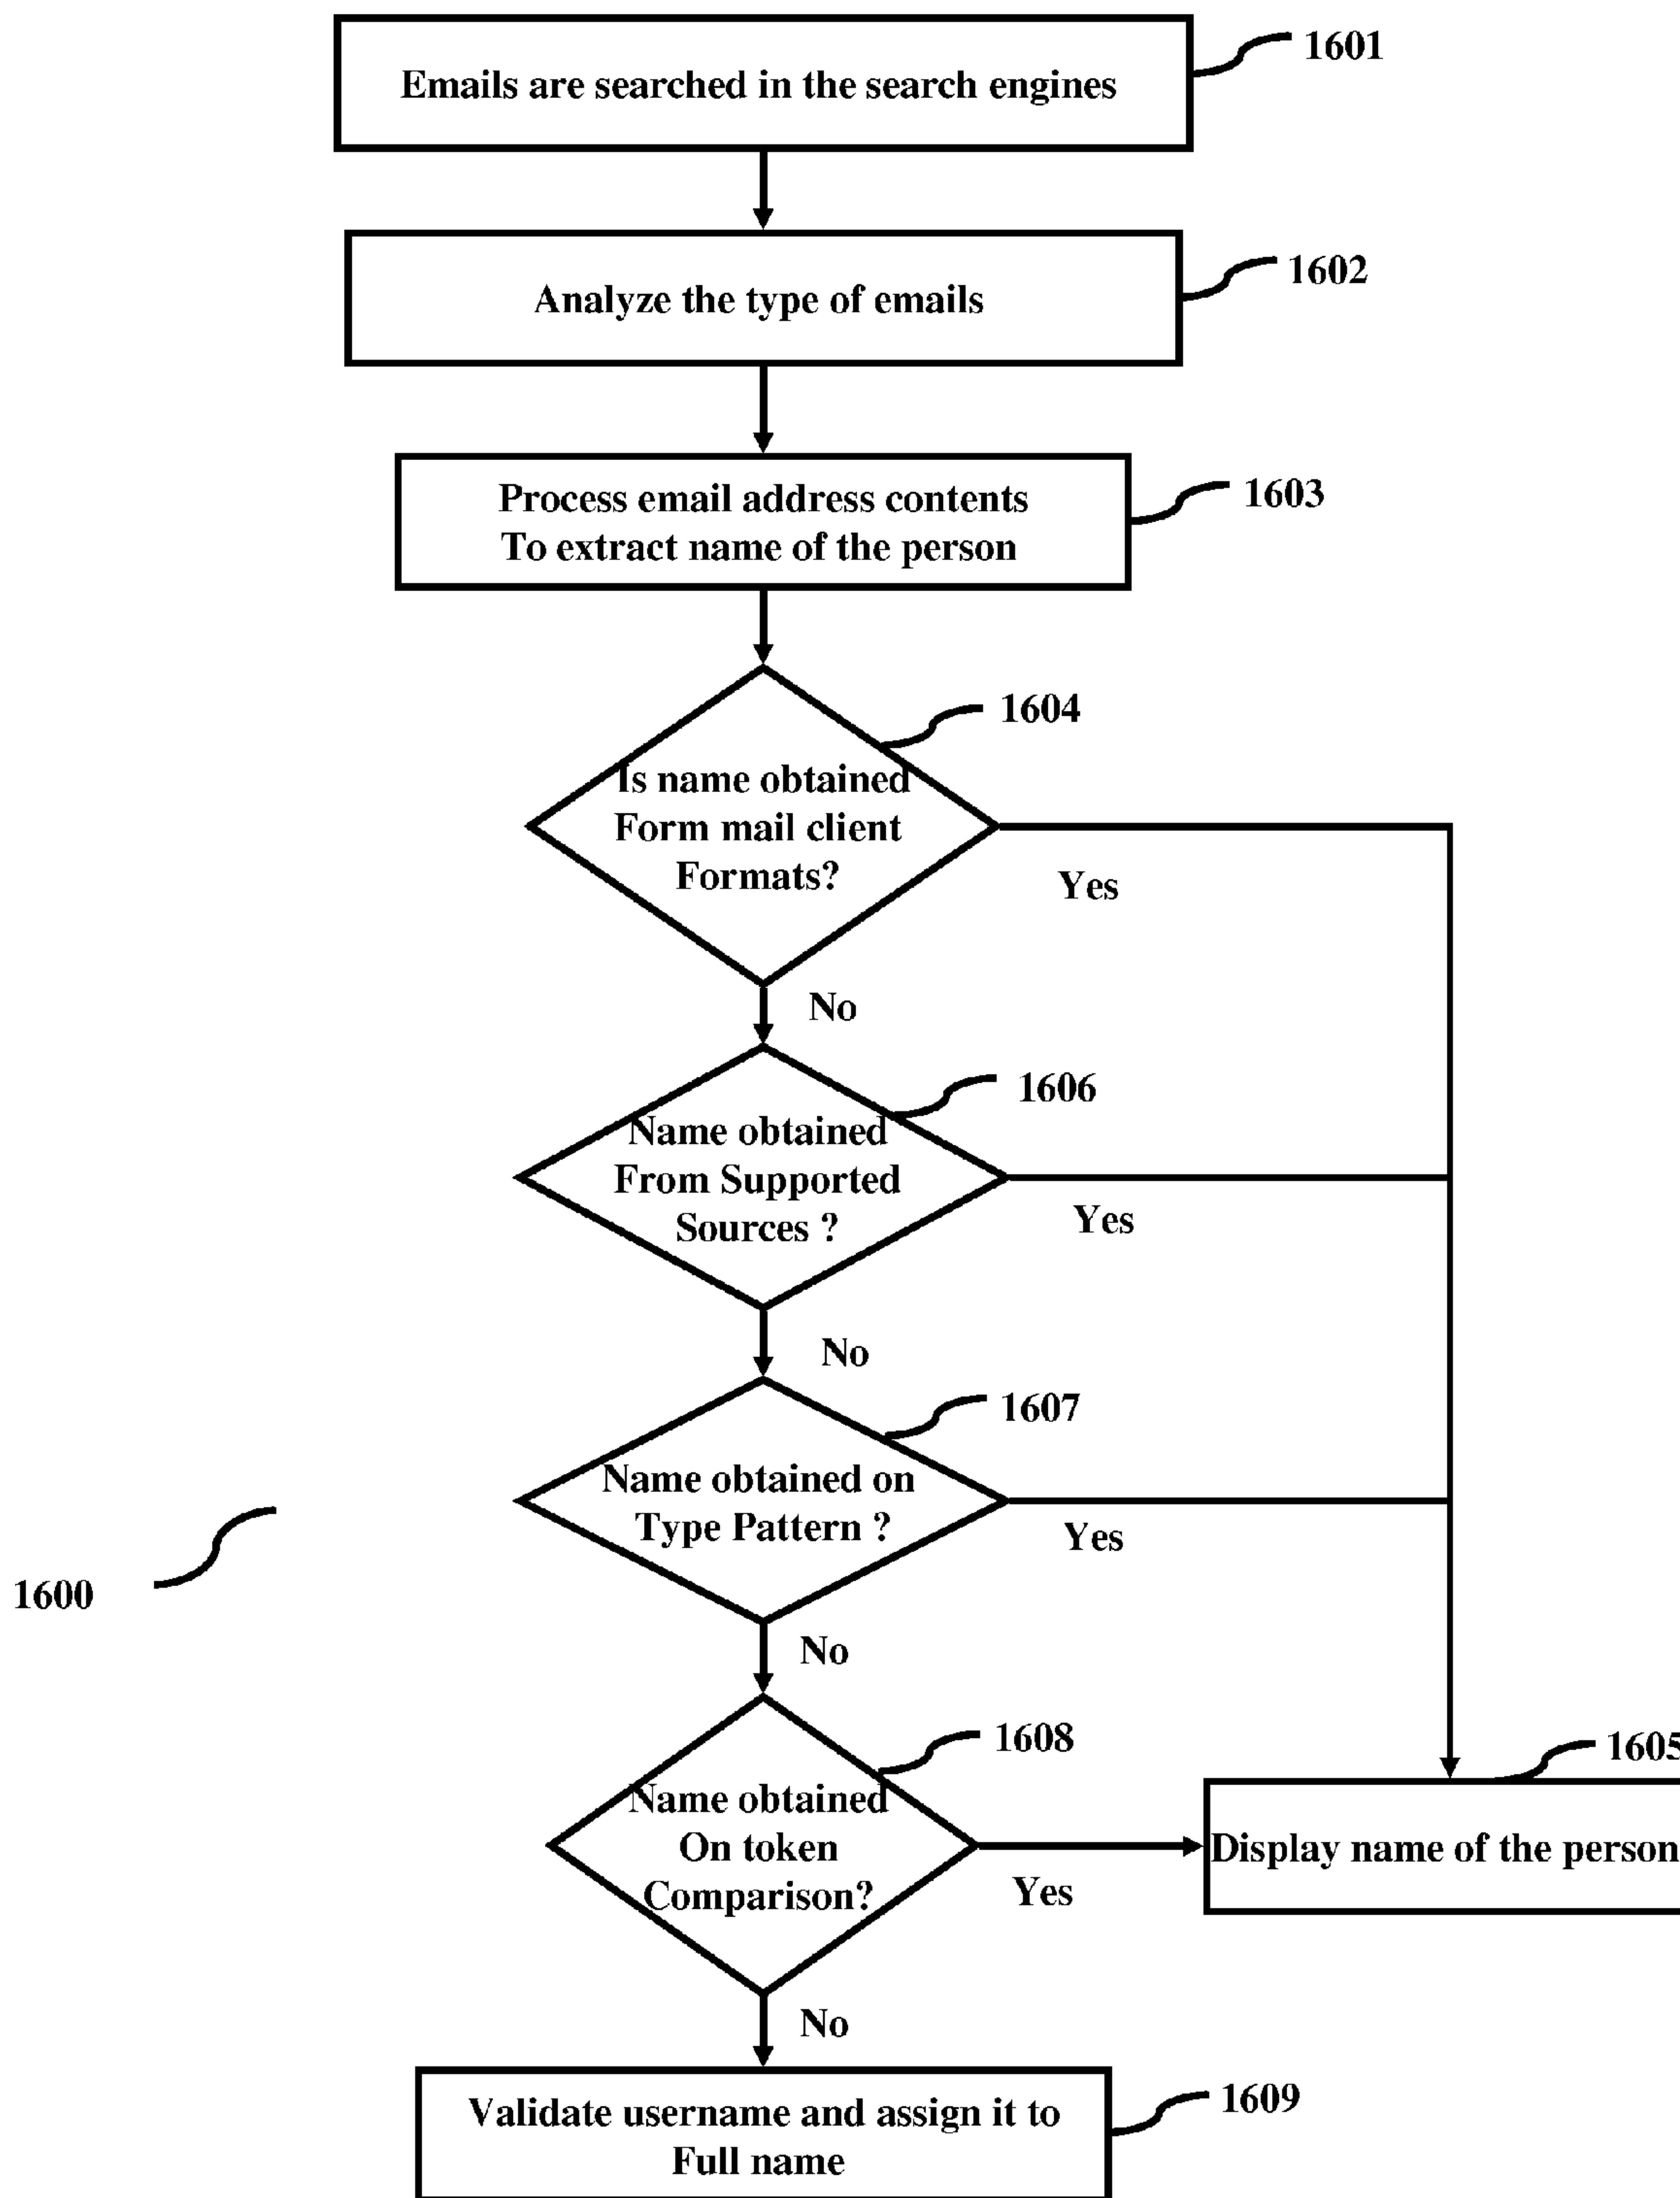 Emails are searched in the search engines
1601
Analyze the type of emails
1602
Process email address contents
To extract name of the person
1603
1604
Is name obtained
Form mail client
Formats?
Yes
No
1606
Name obtained
From Supported
Sources ?
Yes
No
1607
Name obtained on
Type Pattern ?
Yes
1600
No
1608
Name obtained
On token
Comparison?
Yes
1605
Display name of the person
No
Validate username and assign it to
Full name
1609